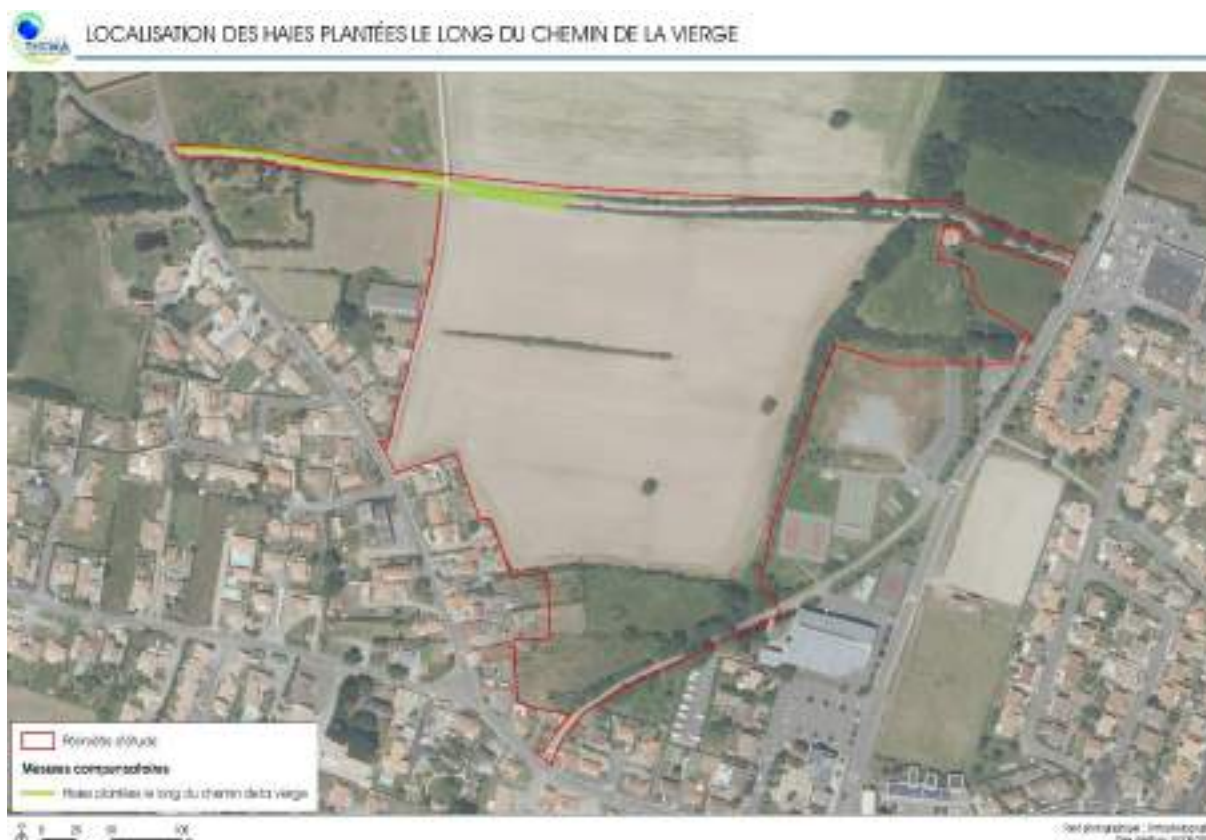 THEMA
LOCALISATION DES HAIES PLANTÉES LE LONG DU CHEMIN DE LA VIERGE
Périmètre d'étude
Mesures compensatoires
Haies plantées le long du chemin de la vierge